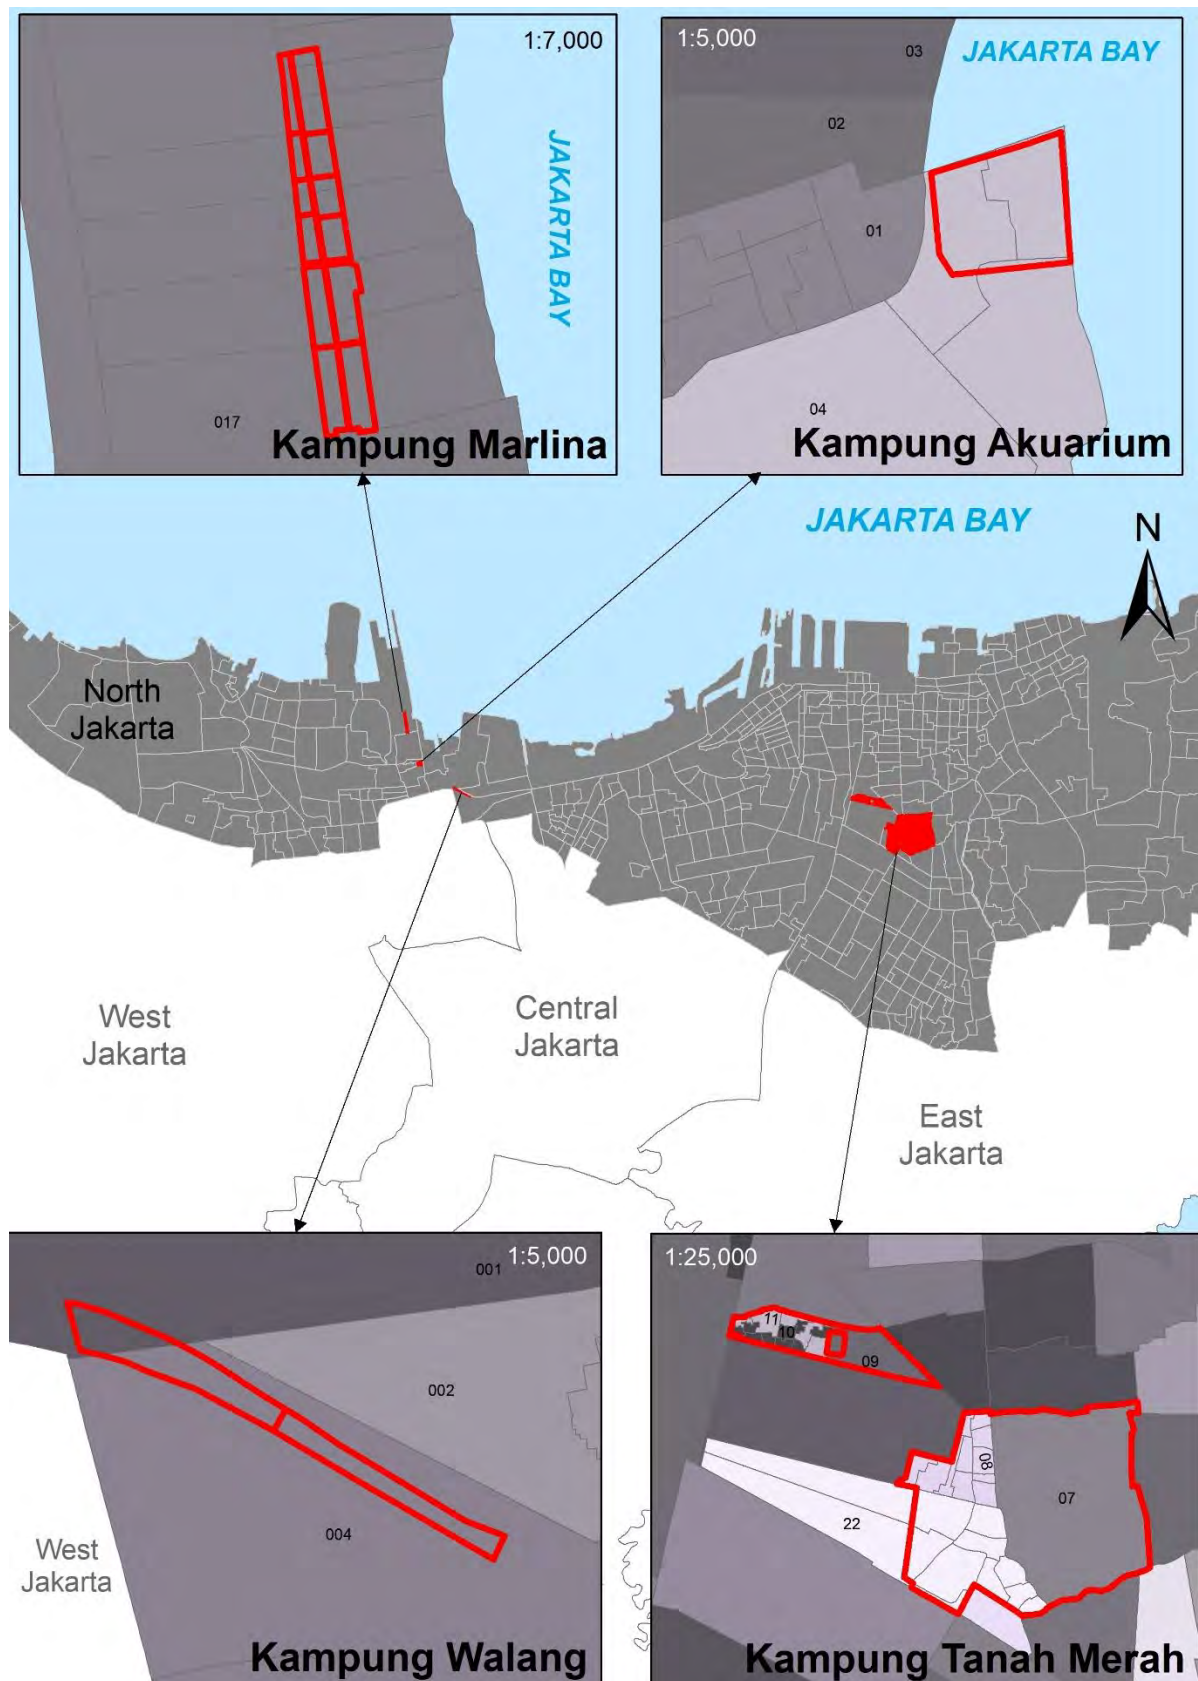 1:7,000
JAKARTA BAY
017
Kampung Marlina
1:5,000
03
JAKARTA BAY
02
01
04
Kampung Akuarium
JAKARTA BAY
N
North
Jakarta
West
Jakarta
Central
Jakarta
East
Jakarta
1:5,000
001
002
004
West
Jakarta
Kampung Walang
1:25,000
11
10
09
08
07
22
Kampung Tanah Merah